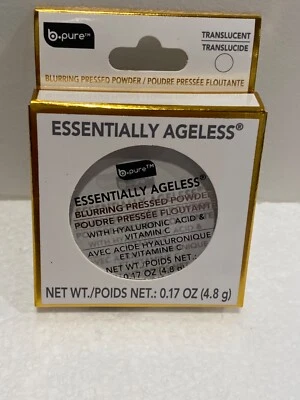 b.pure™
TRANSLUCENT
TRANSLUCIDE
BLURRING PRESSED POWDER / POUDRE PRESSÉE FLOUTANTE
ESSENTIALLY AGELESS®
b.pure™
ESSENTIALLY AGELESS®
BLURRING PRESSED POWDER
POUDRE PRESSÉE FLOUTANT
WITH HYALURONIC ACID &
VITAMIN C
AVEC ACIDE HYALURONIQUE
ET VITAMINE C
NET WT./POIDS NET.:
0.17 OZ (4.8 g)
NET WT./POIDS NET.: 0.17 OZ (4.8 g)